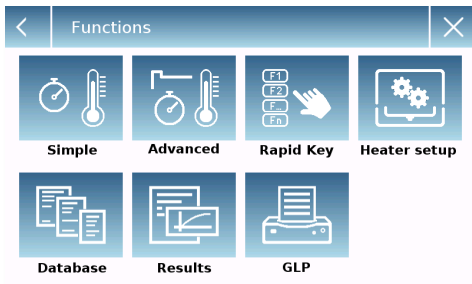 Functions
Simple
Advanced
F1
F2
F...
Fn
Rapid Key
Heater setup
Database
Results
GLP